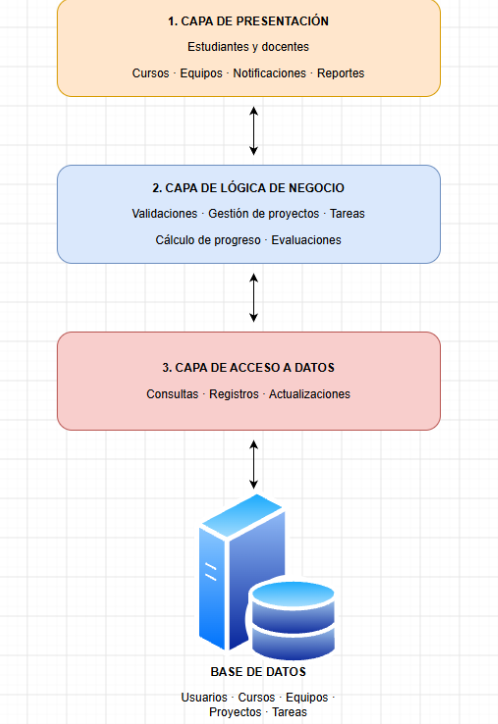 1. CAPA DE PRESENTACIÓN
Estudiantes y docentes
Cursos · Equipos · Notificaciones · Reportes
2. CAPA DE LÓGICA DE NEGOCIO
Validaciones · Gestión de proyectos · Tareas
Cálculo de progreso · Evaluaciones
3. CAPA DE ACCESO A DATOS
Consultas · Registros · Actualizaciones
BASE DE DATOS
Usuarios · Cursos · Equipos ·
Proyectos · Tareas